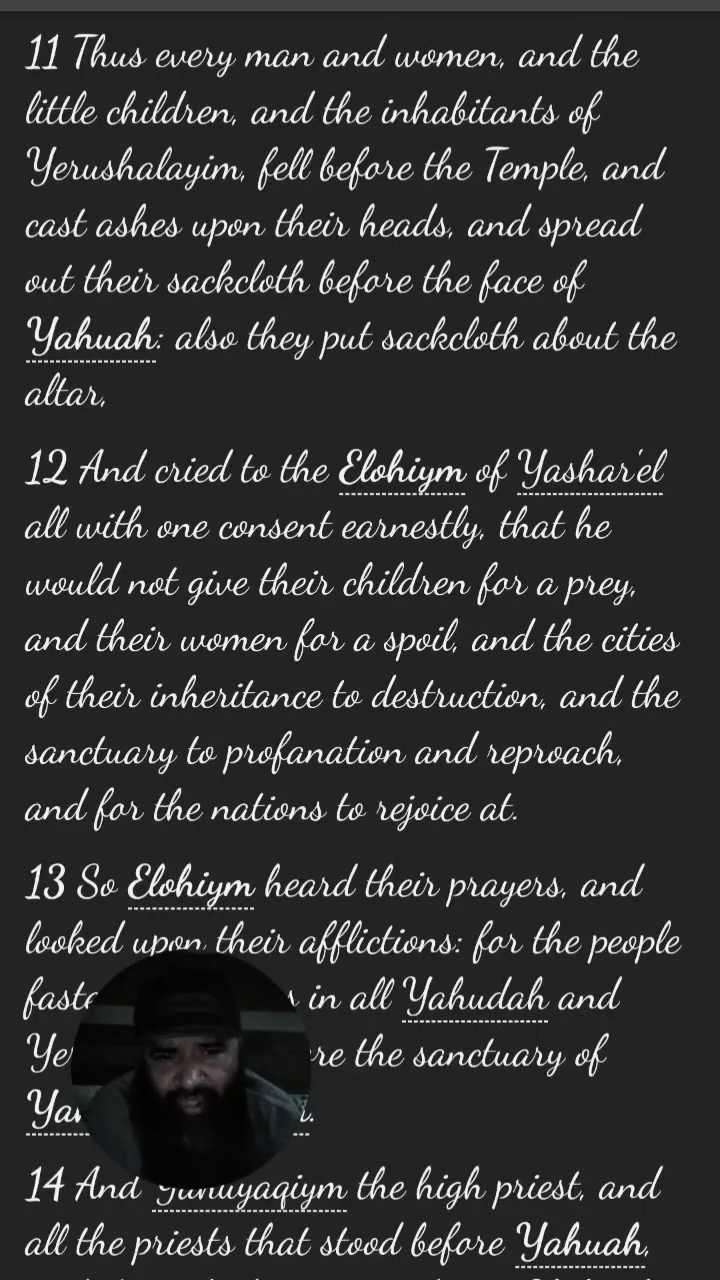 11 Thus every man and women, and the
little children, and the inhabitants of
Yerushalayim, fell before the Temple, and
cast ashes upon their heads, and spread
out their sackcloth before the face of
Yahuah: also they put sackcloth about the
altar,
12 And cried to the Elohiym of Yashar'el
all with one consent earnestly, that he
would not give their children for a prey,
and their women for a spoil, and the cities
of their inheritance to destruction, and the
sanctuary to profanation and reproach,
and for the nations to rejoice at.
13 So Elohiym heard their prayers, and
looked upon their afflictions: for the people
in all Yahudah and
the sanctuary of
14 And the high priest, and
all the priests that stood before Yahuah,